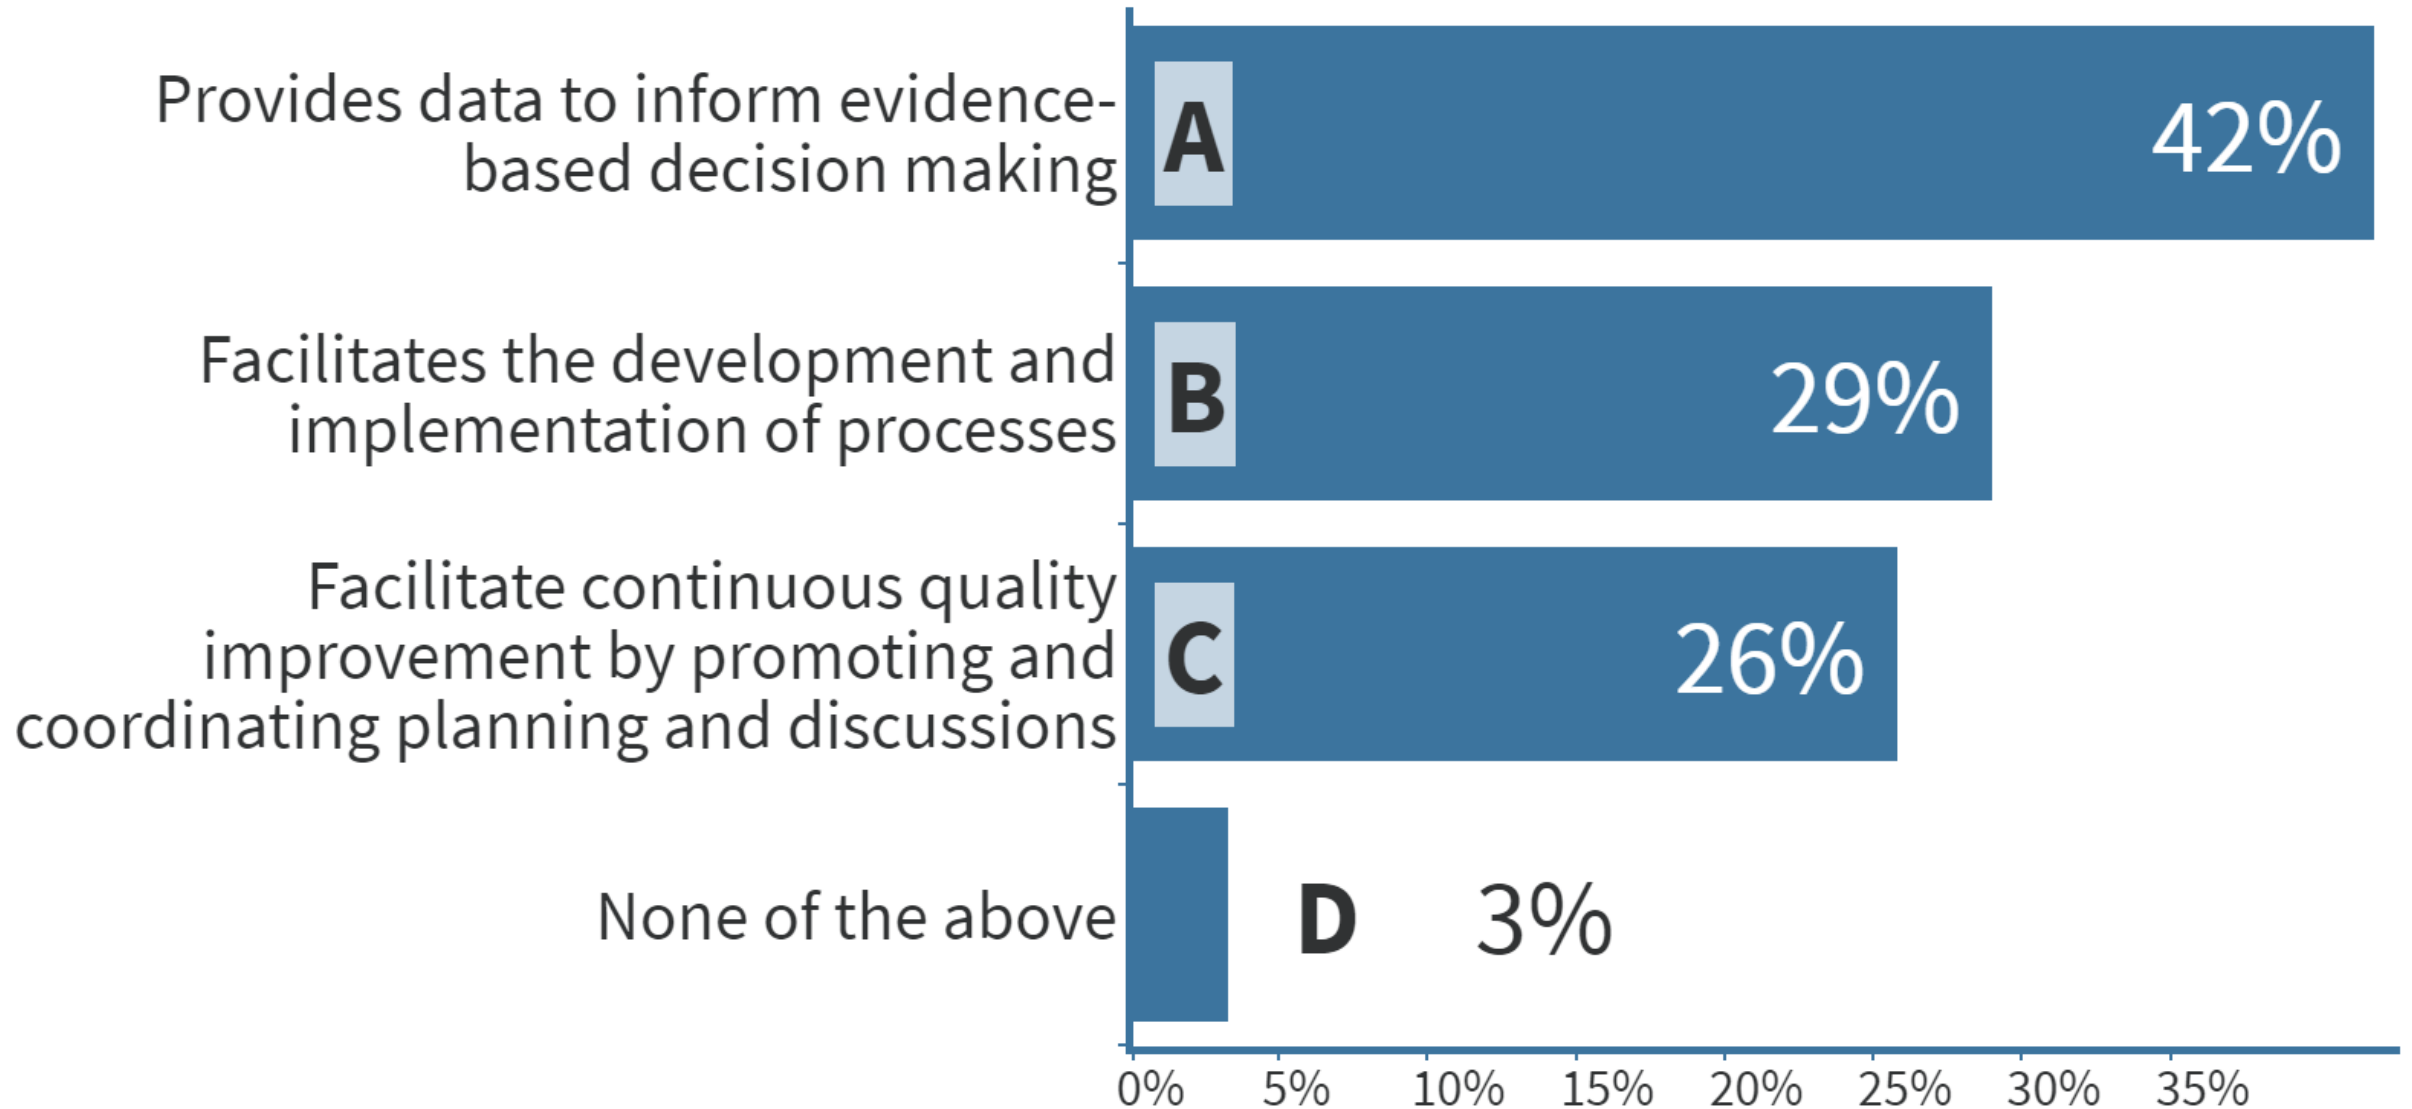 Provides data to inform evidence-
based decision making
A
42%
Facilitates the development and
implementation of processes
B
29%
Facilitate continuous quality
improvement by promoting and
coordinating planning and discussions
C
26%
None of the above
D
3%
0% 5% 10% 15% 20% 25% 30% 35%